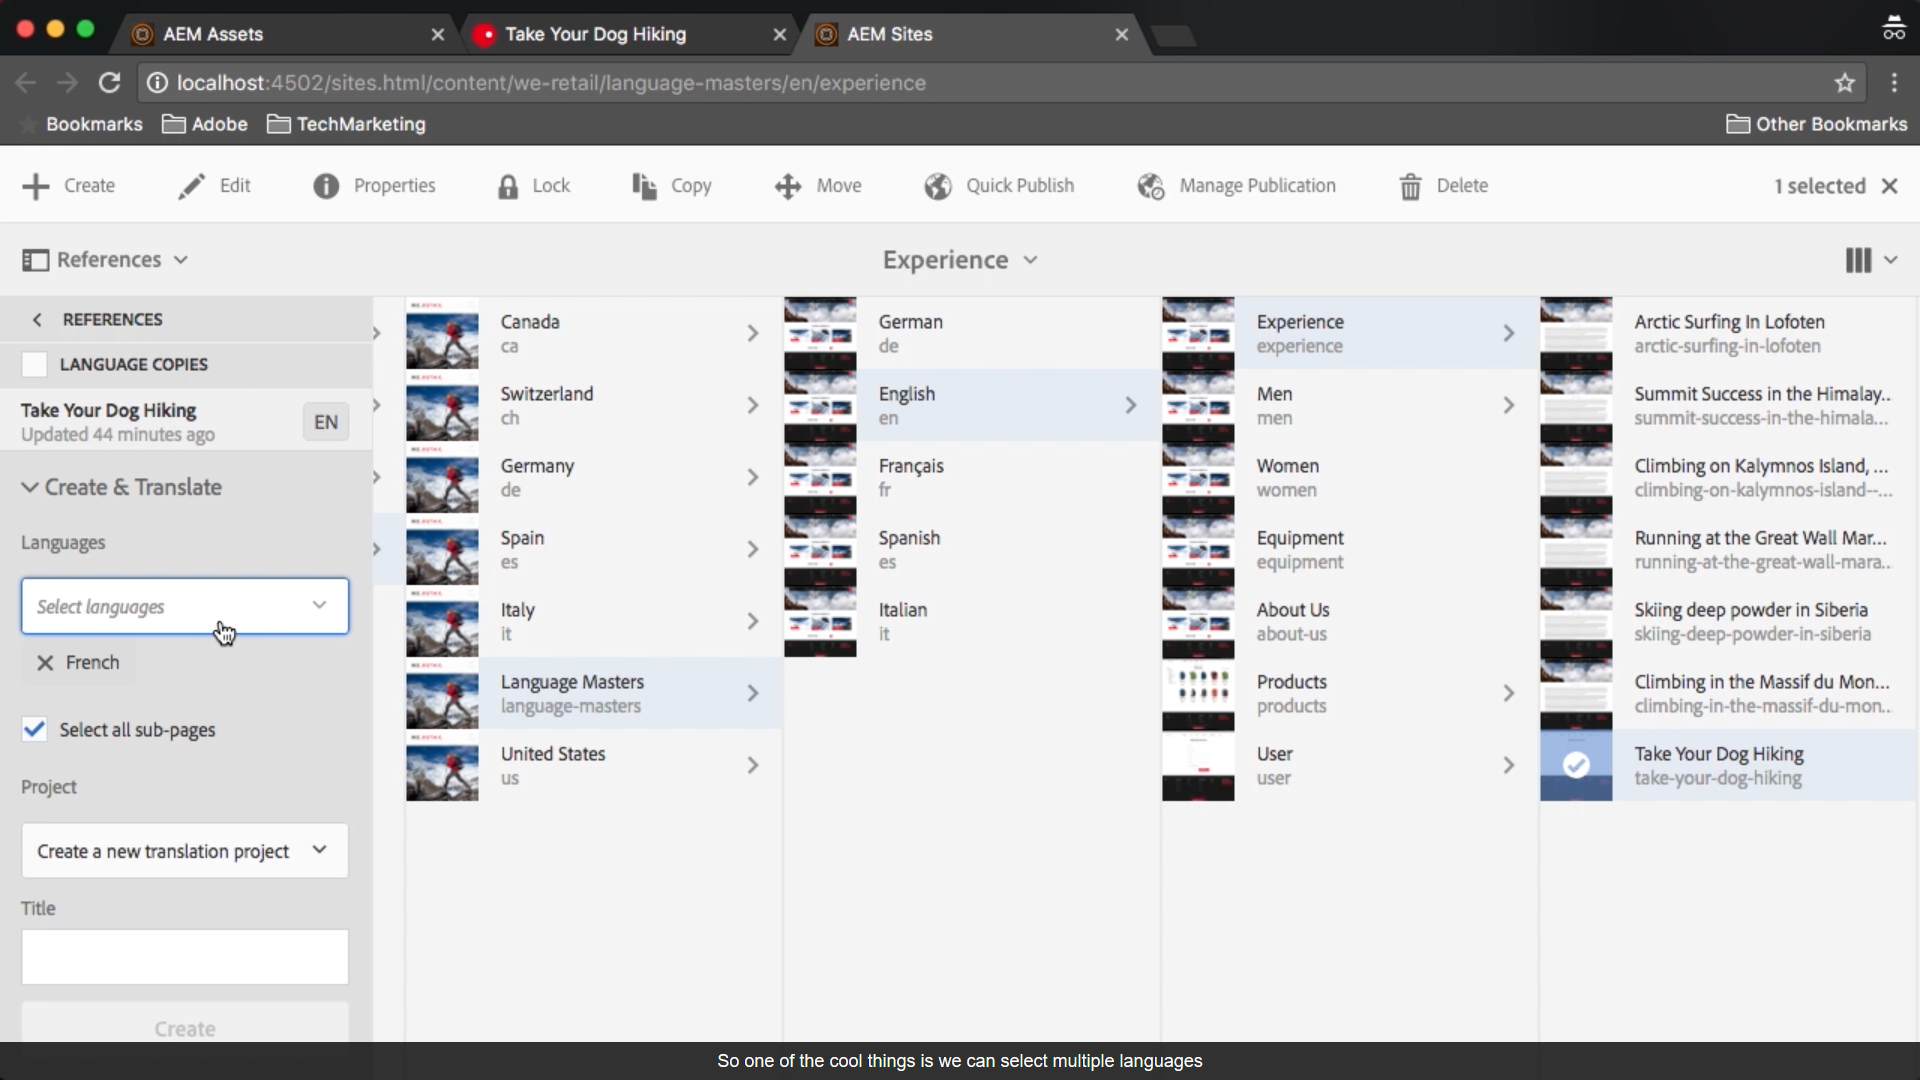 AEM Assets
Take Your Dog Hiking
AEM Sites
localhost:4502/sites.html/content/we-retail/language-masters/en/experience
Bookmarks
Adobe
TechMarketing
Other Bookmarks
Create
Edit
Properties
Lock
Copy
Move
Quick Publish
Manage Publication
Delete
1 selected
References
Experience
REFERENCES
LANGUAGE COPIES
Take Your Dog Hiking
Updated 44 minutes ago
EN
Create & Translate
Languages
Select languages
French
Select all sub-pages
Project
Create a new translation project
Title
Create
Canada
ca
Switzerland
ch
Germany
de
Spain
es
Italy
it
Language Masters
language-masters
United States
us
German
de
English
en
Français
fr
Spanish
es
Italian
it
Experience
experience
Men
men
Women
women
Equipment
equipment
About Us
about-us
Products
products
User
user
Arctic Surfing In Lofoten
arctic-surfing-in-lofoten
Summit Success in the Himalay...
summit-success-in-the-himala...
Climbing on Kalymnos Island, ...
climbing-on-kalymnos-island--...
Running at the Great Wall Mar...
running-at-the-great-wall-mara...
Skiing deep powder in Siberia
skiing-deep-powder-in-siberia
Climbing in the Massif du Mon...
climbing-in-the-massif-du-mon...
Take Your Dog Hiking
take-your-dog-hiking
So one of the cool things is we can select multiple languages